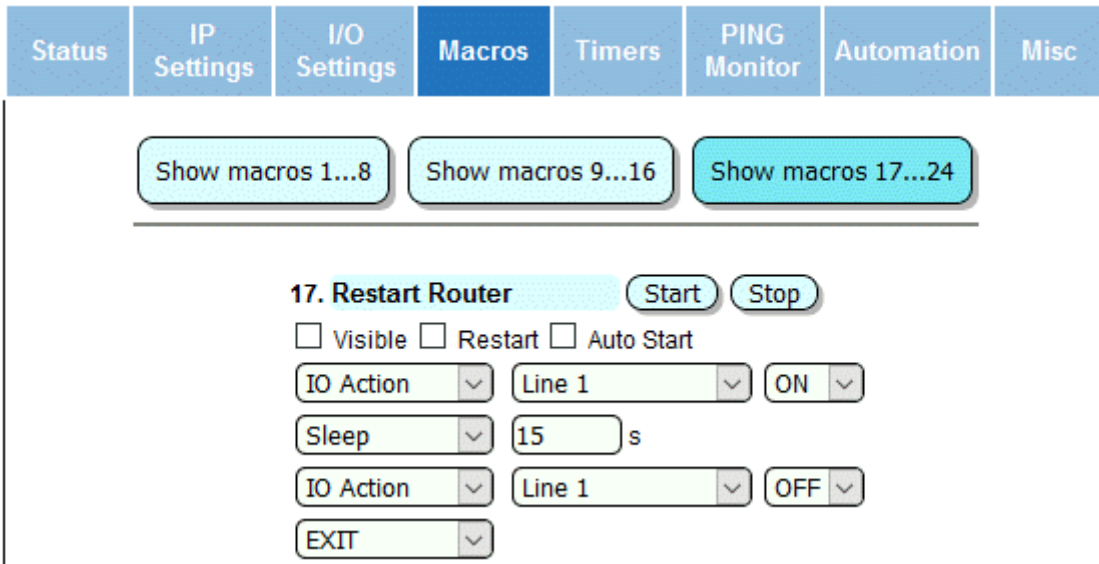 Status IP Settings I/O Settings Macros Timers PING Monitor Automation Misc
Show macros 1...8 Show macros 9...16 Show macros 17...24
17. Restart Router Start Stop
Visible Restart Auto Start
IO Action Line 1 ON
Sleep 15 s
IO Action Line 1 OFF
EXIT